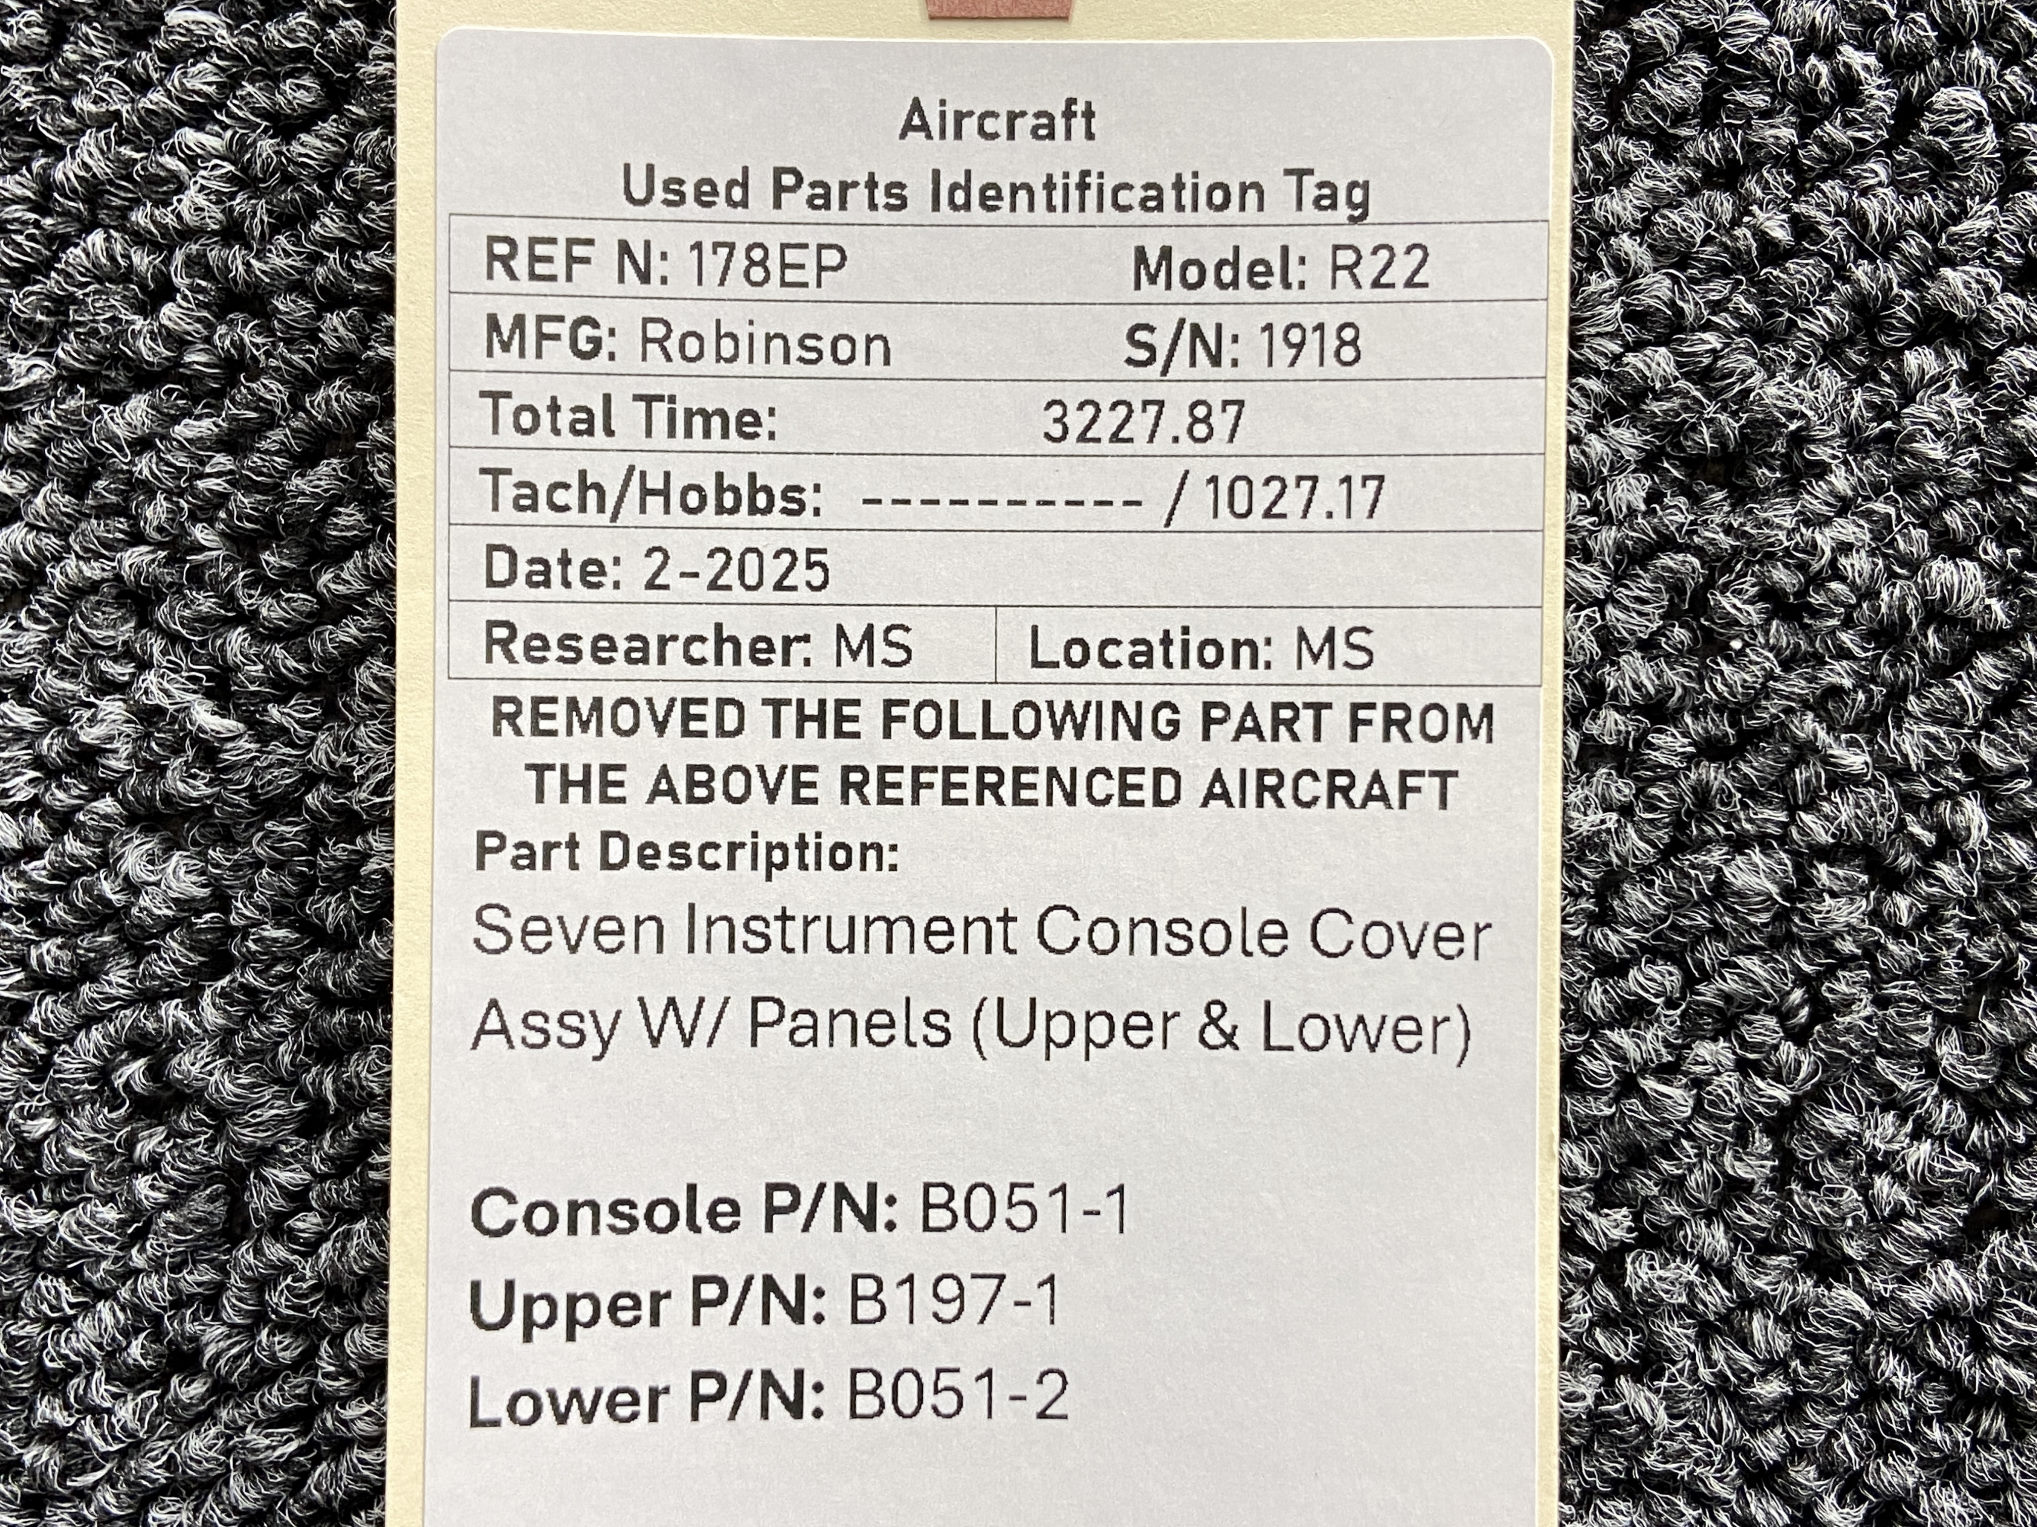 Aircraft
Used Parts Identification Tag
REF N: 178EP Model: R22
MFG: Robinson S/N: 1918
Total Time: 3227.87
Tach/Hobbs: ---------- / 1027.17
Date: 2-2025
Researcher: MS Location: MS
REMOVED THE FOLLOWING PART FROM
THE ABOVE REFERENCED AIRCRAFT
Part Description:
Seven Instrument Console Cover
Assy W/ Panels (Upper & Lower)
Console P/N: B051-1
Upper P/N: B197-1
Lower P/N: B051-2